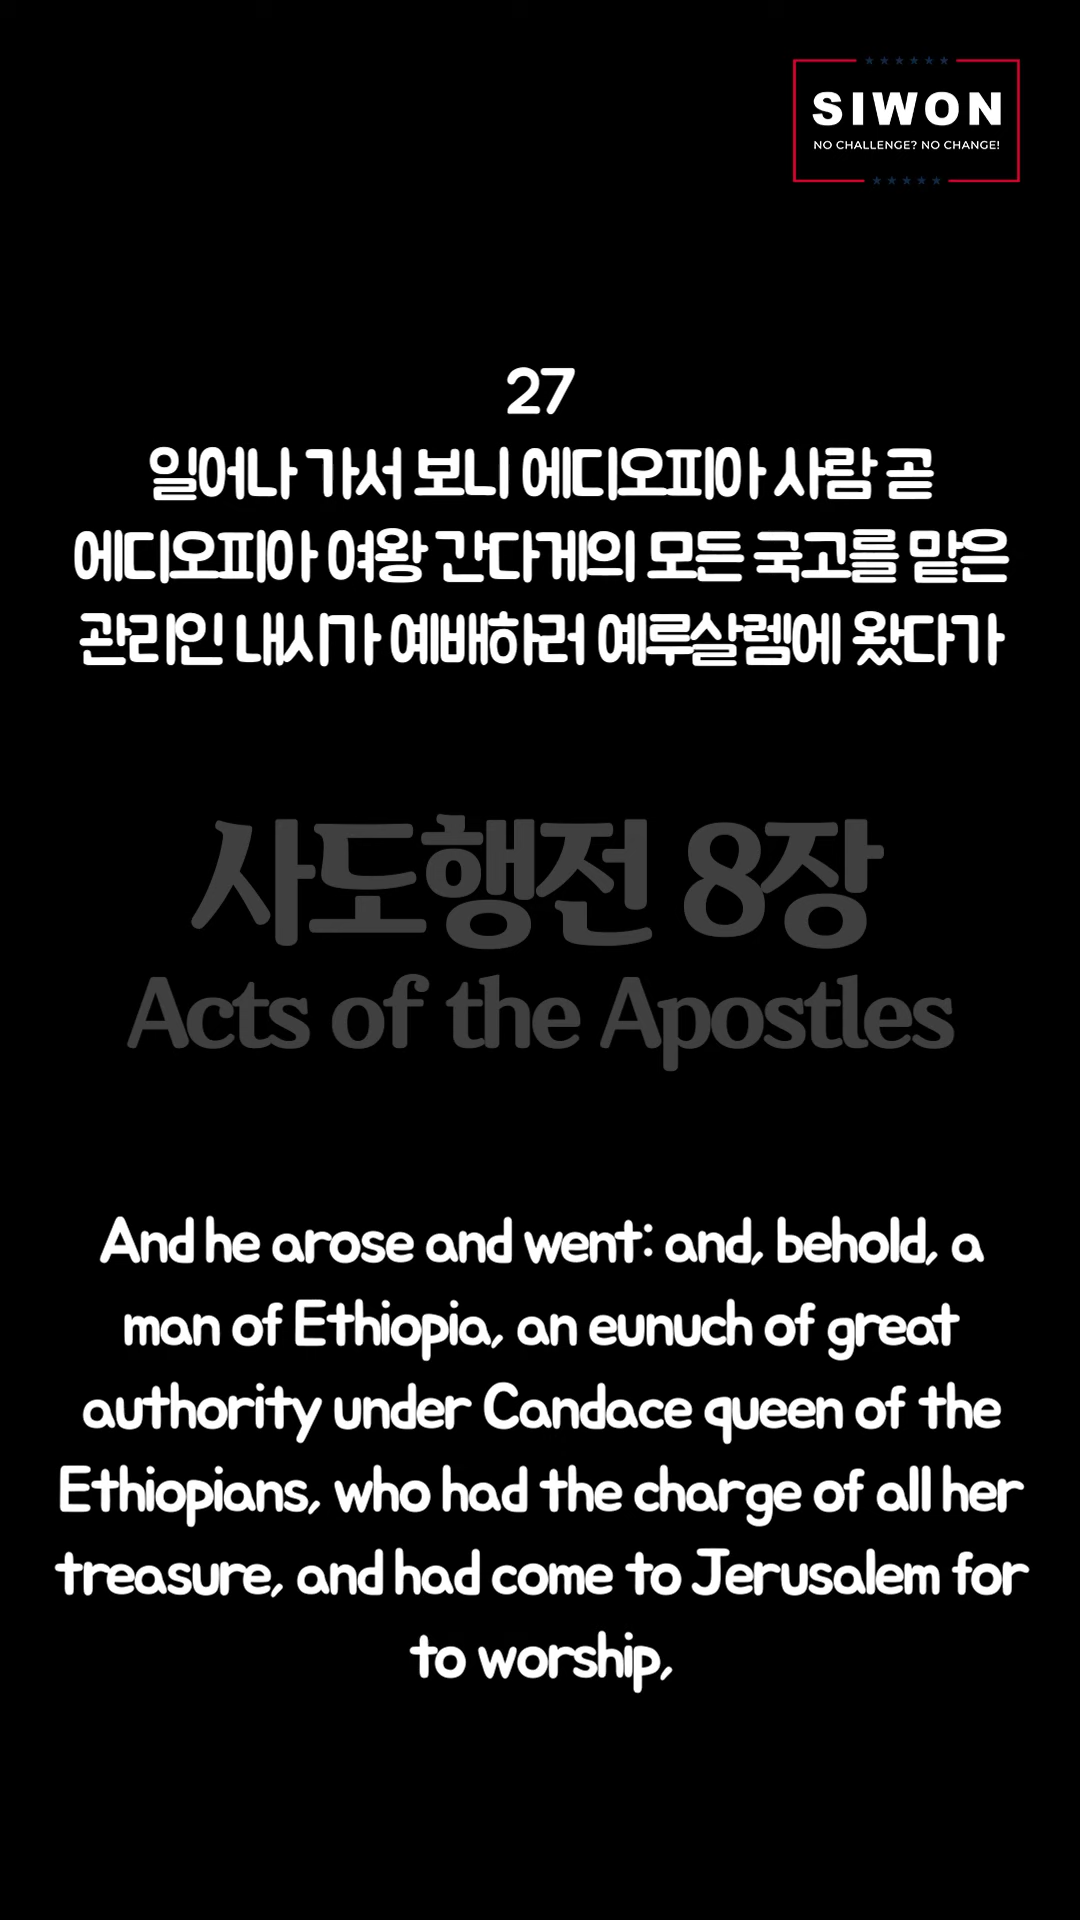 SIWON
NO CHALLENGE? NO CHANGE!
27
일어나 가서 보니 에디오피아 사람 곧
에디오피아 여왕 간다게의 모든 국고를 맡은
관리인 내시가 예배하러 예루살렘에 왔다가
사도행전 8장
Acts of the Apostles
And he arose and went: and, behold, a
man of Ethiopia, an eunuch of great
authority under Candace queen of the
Ethiopians, who had the charge of all her
treasure, and had come to Jerusalem for
to worship,